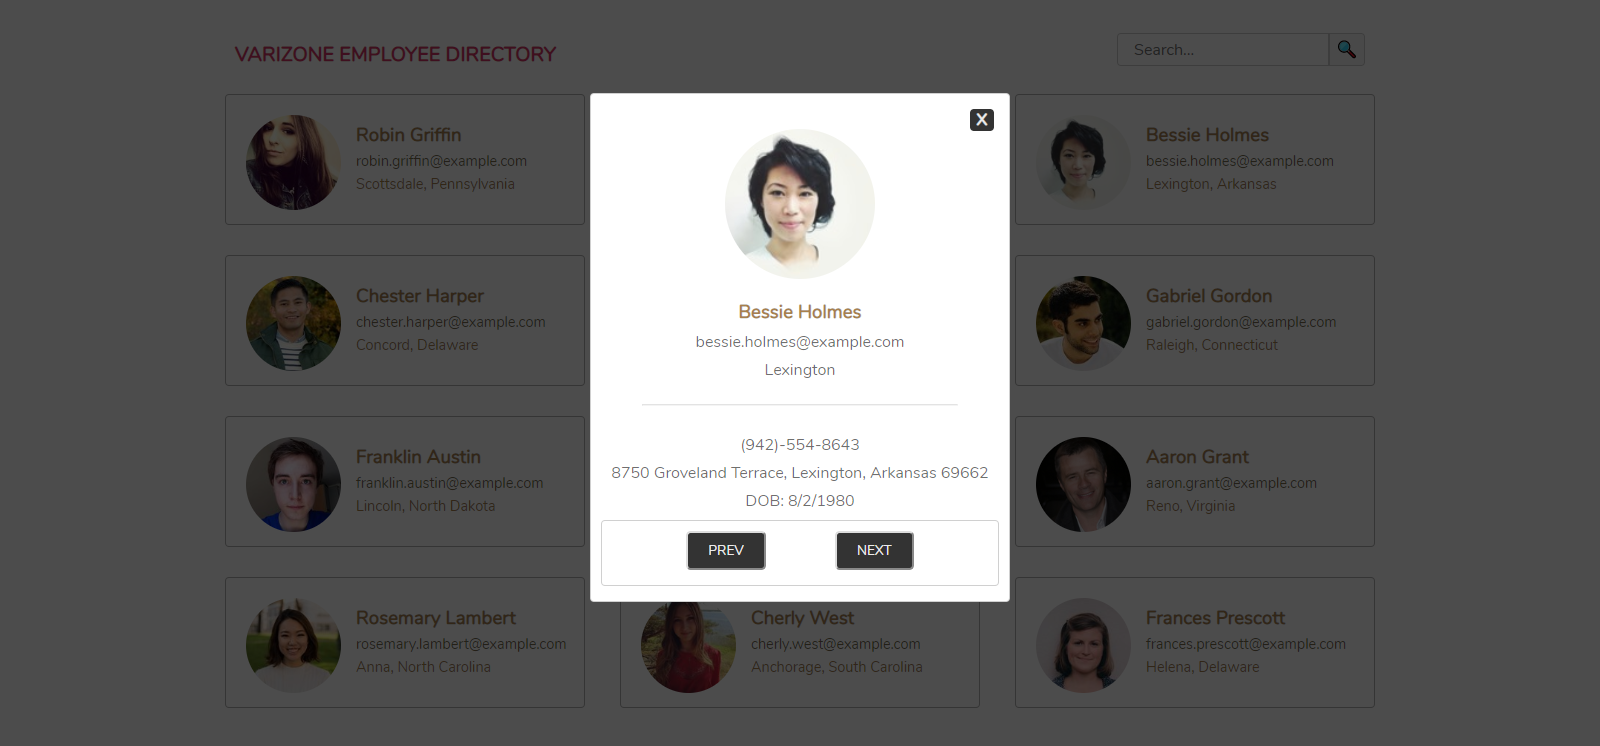 VARIZONE EMPLOYEE DIRECTORY
Search...
Robin Griffin
robin.griffin@example.com
Scottsdale, Pennsylvania
Bessie Holmes
bessie.holmes@example.com
Lexington, Arkansas
Chester Harper
chester.harper@example.com
Concord, Delaware
Gabriel Gordon
gabriel.gordon@example.com
Raleigh, Connecticut
Franklin Austin
franklin.austin@example.com
Lincoln, North Dakota
Aaron Grant
aaron.grant@example.com
Reno, Virginia
Rosemary Lambert
rosemary.lambert@example.com
Anna, North Carolina
Cherly West
cherly.west@example.com
Anchorage, South Carolina
Frances Prescott
frances.prescott@example.com
Helena, Delaware
X
Bessie Holmes
bessie.holmes@example.com
Lexington
(942)-554-8643
8750 Groveland Terrace, Lexington, Arkansas 69662
DOB: 8/2/1980
PREV
NEXT